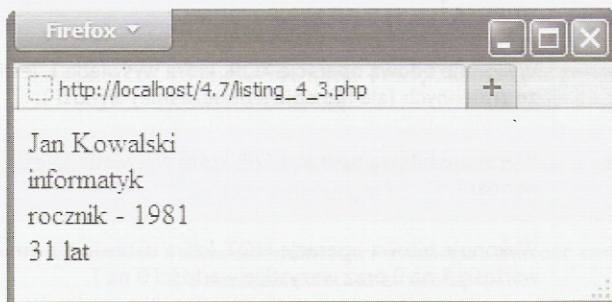 Firefox
http://localhost/4.7/listing_4_3.php
+
Jan Kowalski
informatyk
rocznik - 1981
31 lat